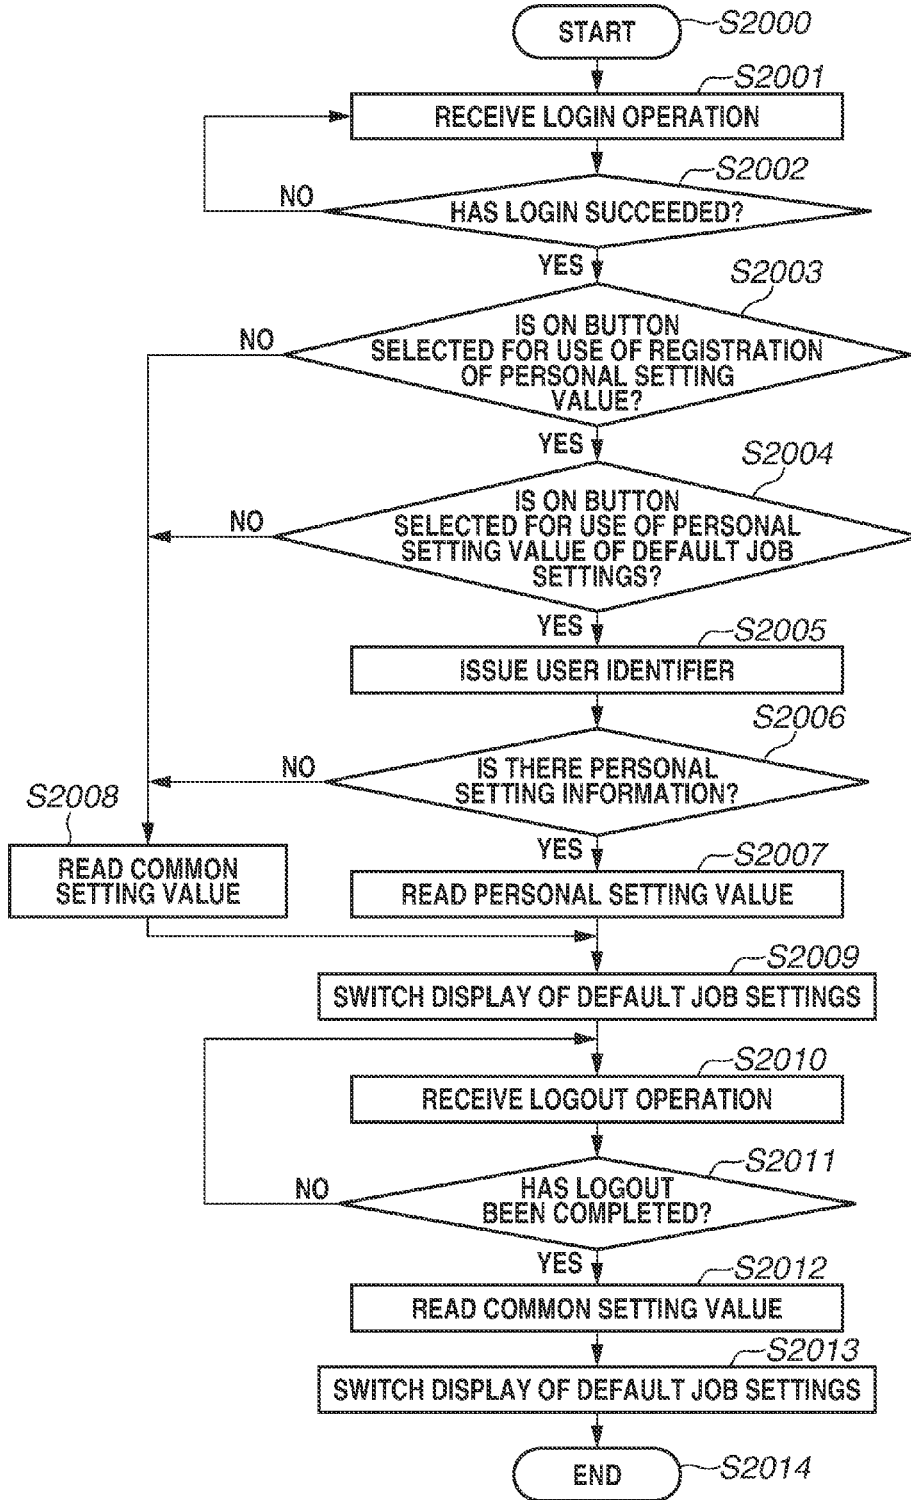 START
S2000
S2001
RECEIVE LOGIN OPERATION
S2002
NO
HAS LOGIN SUCCEEDED?
YES
S2003
NO
IS ON BUTTON
SELECTED FOR USE OF REGISTRATION
OF PERSONAL SETTING
VALUE?
YES
S2004
NO
IS ON BUTTON
SELECTED FOR USE OF PERSONAL
SETTING VALUE OF DEFAULT JOB
SETTINGS?
YES
S2005
ISSUE USER IDENTIFIER
S2006
NO
IS THERE PERSONAL
SETTING INFORMATION?
S2008
YES
S2007
READ COMMON
SETTING VALUE
READ PERSONAL SETTING VALUE
S2009
SWITCH DISPLAY OF DEFAULT JOB SETTINGS
S2010
RECEIVE LOGOUT OPERATION
S2011
NO
HAS LOGOUT
BEEN COMPLETED?
YES
S2012
READ COMMON SETTING VALUE
S2013
SWITCH DISPLAY OF DEFAULT JOB SETTINGS
END
S2014